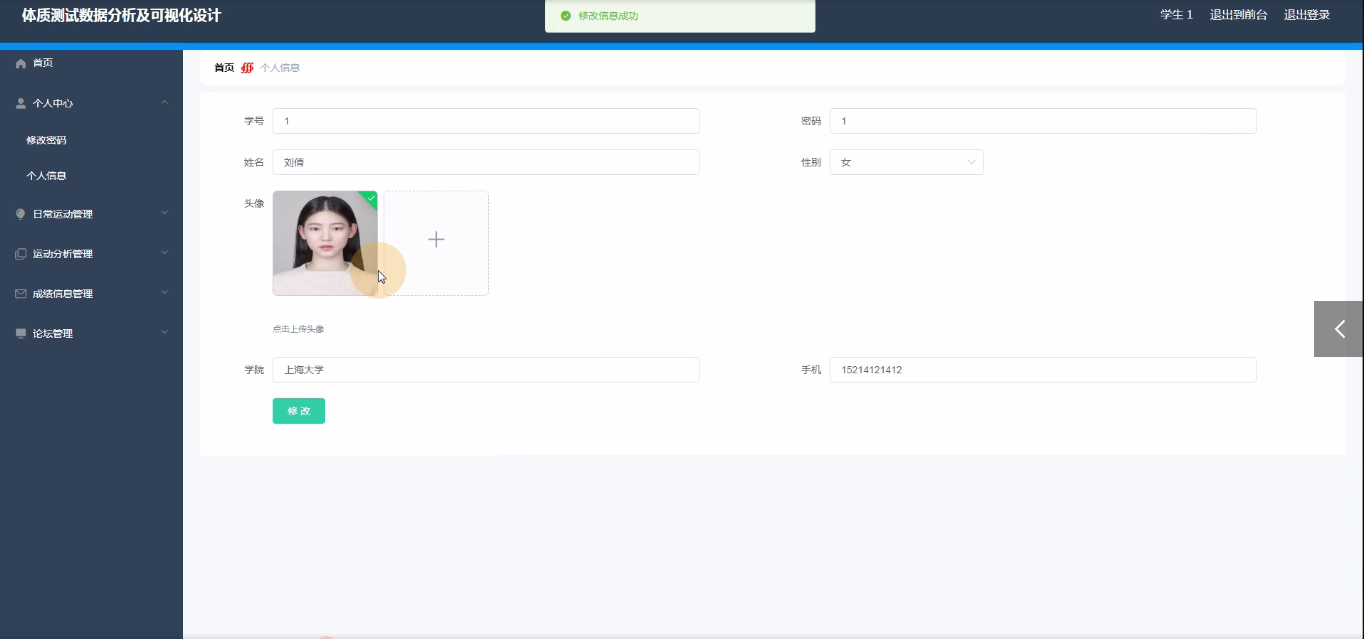 体质测试数据分析及可视化设计
修改信息成功
学生 1 退出到前台 退出登录
首页
个人中心
修改密码
个人信息
日常运动管理
运动分析管理
成绩信息管理
论坛管理
首页 个人信息
学号 1
密码 1
姓名 刘倩
性别 女
头像
点击上传头像
学院 上海大学
手机 15214121412
修 改